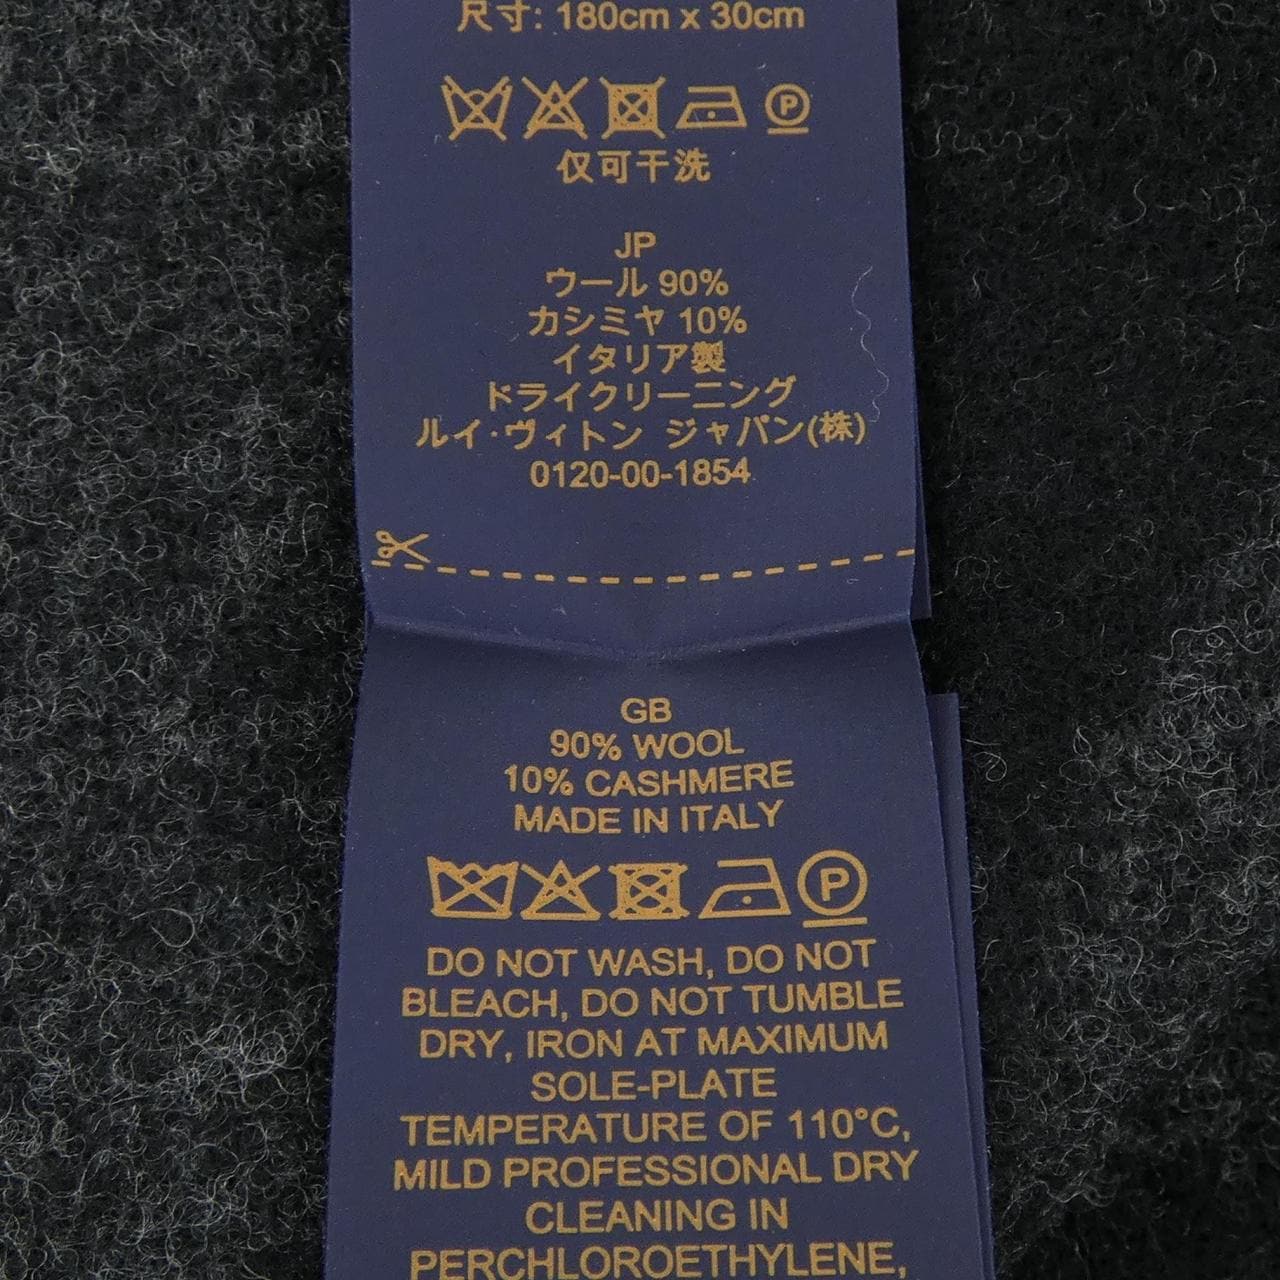 尺寸: 180cm x 30cm
P
仅可干洗
JP
ウール 90%
カシミヤ 10%
イタリア製
ドライクリーニング
ルイ·ヴィトン ジャパン(株)
0120-00-1854
GB
90% WOOL
10% CASHMERE
MADE IN ITALY
P
DO NOT WASH, DO NOT
BLEACH, DO NOT TUMBLE
DRY, IRON AT MAXIMUM
SOLE-PLATE
TEMPERATURE OF 110°C,
MILD PROFESSIONAL DRY
CLEANING IN
PERCHLOROETHYLENE,